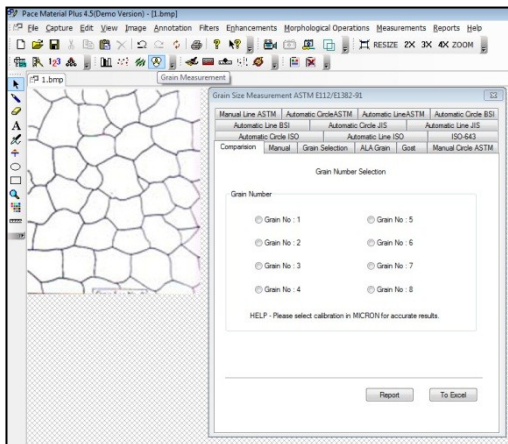 Pace Material Plus 4.5(Demo Version) - [1.bmp]
File Capture Edit View Image Annotation Filters Enhancements Morphological Operations Measurements Reports Help
RESIZE 2X 3X 4X ZOOM
123
Grain Measurement
1.bmp
Grain Size Measurement ASTM E112/E1382-91
Manual Line ASTM Automatic CircleASTM Automatic LineASTM Automatic Circle BSI
Automatic Line BSI Automatic Circle JIS Automatic Line JIS
Automatic Circle ISO Automatic Line ISO ISO-643
Comparision Manual Grain Selection ALA Grain Gost Manual Circle ASTM
Grain Number Selection
Grain Number
Grain No : 1 Grain No : 5
Grain No : 2 Grain No : 6
Grain No : 3 Grain No : 7
Grain No : 4 Grain No : 8
HELP - Please select calibration in MICRON for accurate results.
Report To Excel